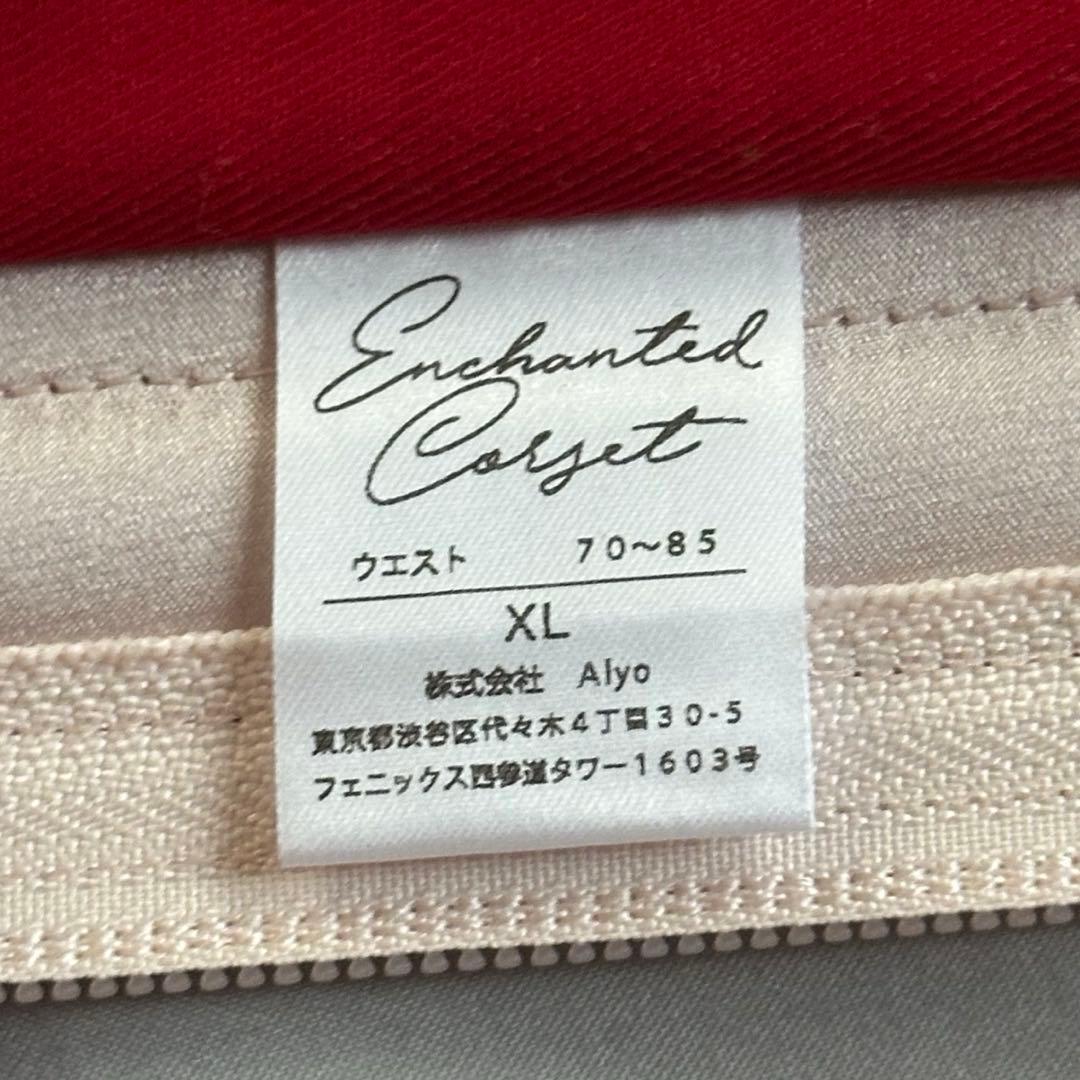 Enchanted
Corset
ウエスト 70～85
XL
株式会社 Alyo
東京都渋谷区代々木4丁目30-5
フェニックス西参道タワー1603号